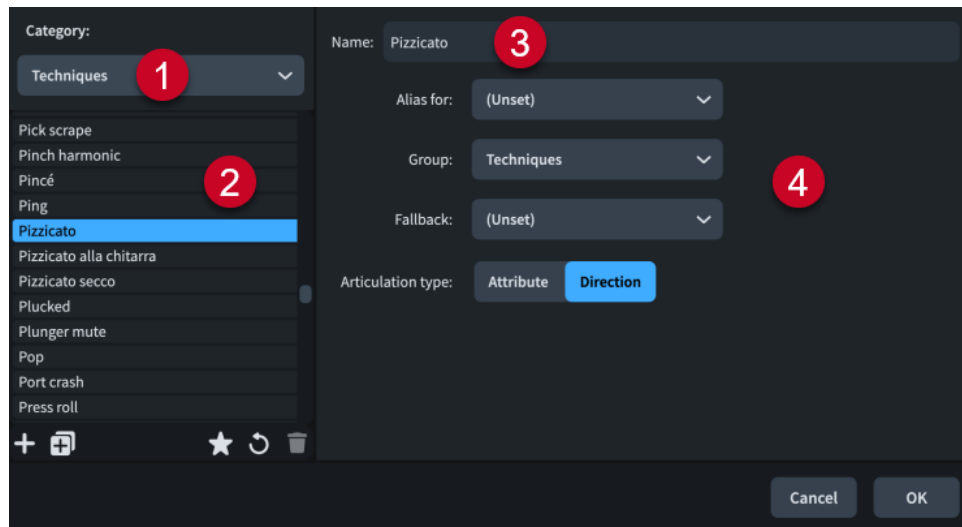 Category:
Techniques
1
Pick scrape
Pinch harmonic
Pincé
2
Ping
Pizzicato
Pizzicato alla chitarra
Pizzicato secco
Plucked
Plunger mute
Pop
Port crash
Press roll
Name: Pizzicato
3
Alias for: (Unset)
Group: Techniques
4
Fallback: (Unset)
Articulation type: Attribute Direction
Cancel OK